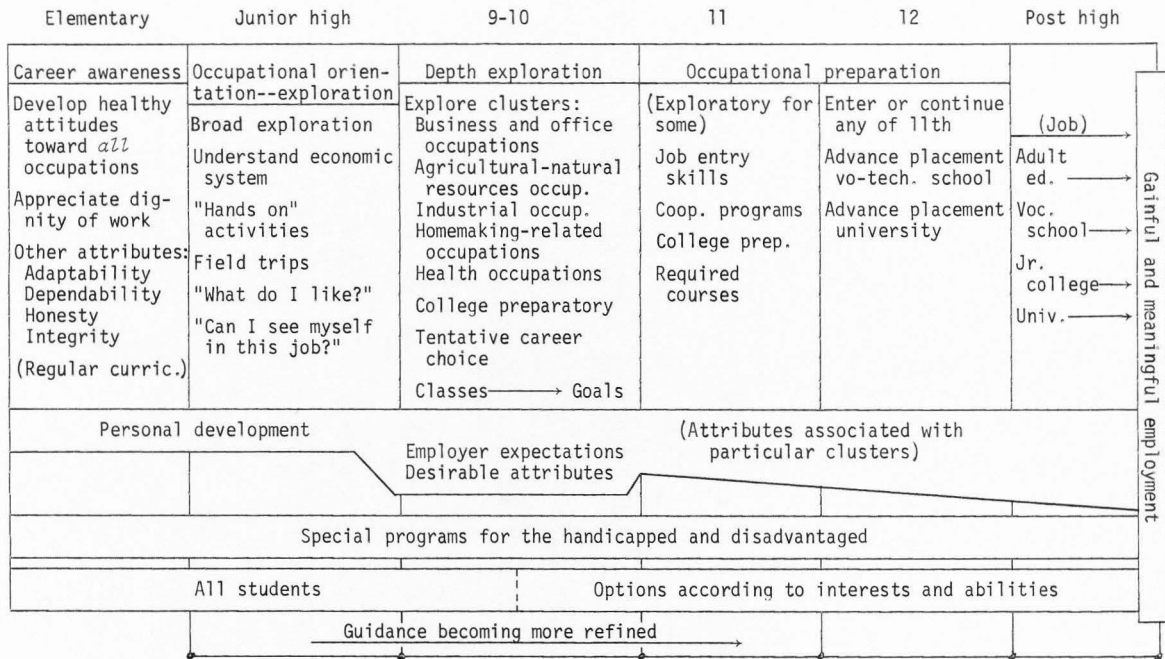 Elementary
Junior high
9-10
11
12
Post high
Career awareness
Develop healthy
attitudes
toward all
occupations
Appreciate dig-
nity of work
Other attributes:
Adaptability
Dependability
Honesty
Integrity
(Regular curric.)
Occupational orien-
tation--exploration
Broad exploration
Understand economic
system
"Hands on"
activities
Field trips
"What do I like?"
"Can I see myself
in this job?"
Depth exploration
Explore clusters:
Business and office
occupations
Agricultural-natural
resources occup.
Industrial occup.
Homemaking-related
occupations
Health occupations
College preparatory
Tentative career
choice
Classes → Goals
Occupational preparation
(Exploratory for
some)
Job entry
skills
Coop. programs
College prep.
Required
courses
Enter or continue
any of 11th
Advance placement
vo-tech. school
Advance placement
university
(Job)
Adult
ed.
Voc.
school
Jr.
college
Univ.
Gainful and meaningful employment
Personal development
Employer expectations
Desirable attributes
(Attributes associated with
particular clusters)
Special programs for the handicapped and disadvantaged
All students
Options according to interests and abilities
Guidance becoming more refined